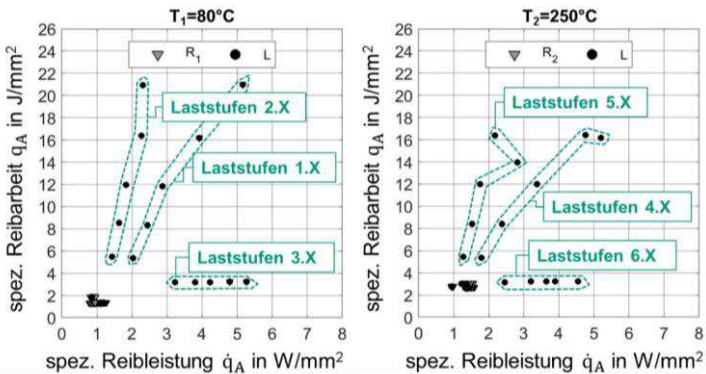 T1=80°C
26
24
22
20
18
16
14
12
10
8
6
4
2
0
spez. Reibarbeit qA in J/mm²
R1 L
Laststufen 2.X
Laststufen 1.X
Laststufen 3.X
0 1 2 3 4 5 6 7 8
spez. Reibleistung q̇A in W/mm²
T2=250°C
26
24
22
20
18
16
14
12
10
8
6
4
2
0
spez. Reibarbeit qA in J/mm²
R2 L
Laststufen 5.X
Laststufen 4.X
Laststufen 6.X
0 1 2 3 4 5 6 7 8
spez. Reibleistung q̇A in W/mm²